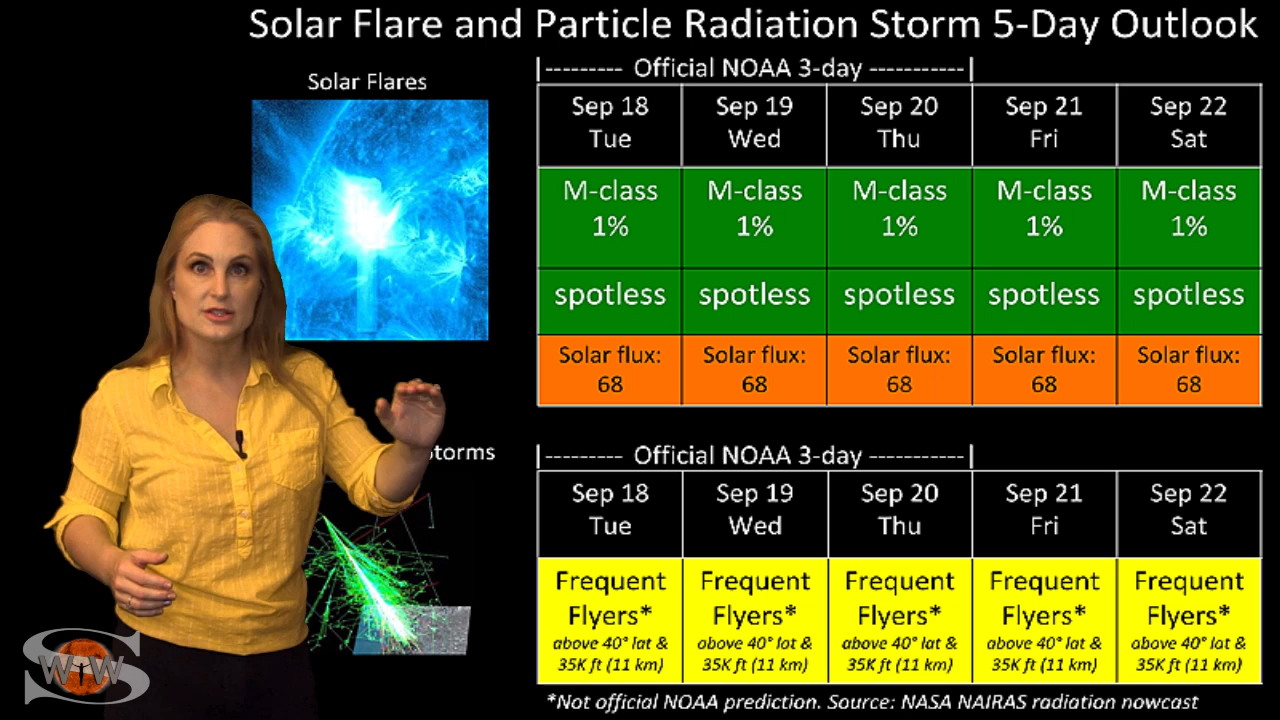 Solar Flare and Particle Radiation Storm 5-Day Outlook
Solar Flares
|--------- Official NOAA 3-day -----------|
Sep 18 Sep 19 Sep 20 Sep 21 Sep 22
Tue Wed Thu Fri Sat
M-class M-class M-class M-class M-class
1% 1% 1% 1% 1%
spotless spotless spotless spotless spotless
Solar flux: Solar flux: Solar flux: Solar flux: Solar flux:
68 68 68 68 68
|--------- Official NOAA 3-day -----------|
Sep 18 Sep 19 Sep 20 Sep 21 Sep 22
Tue Wed Thu Fri Sat
Frequent Frequent Frequent Frequent Frequent
Flyers* Flyers* Flyers* Flyers* Flyers*
above 40° lat & above 40° lat & above 40° lat & above 40° lat & above 40° lat &
35K ft (11 km) 35K ft (11 km) 35K ft (11 km) 35K ft (11 km) 35K ft (11 km)
*Not official NOAA prediction. Source: NASA NAIRAS radiation nowcast
S
WTW